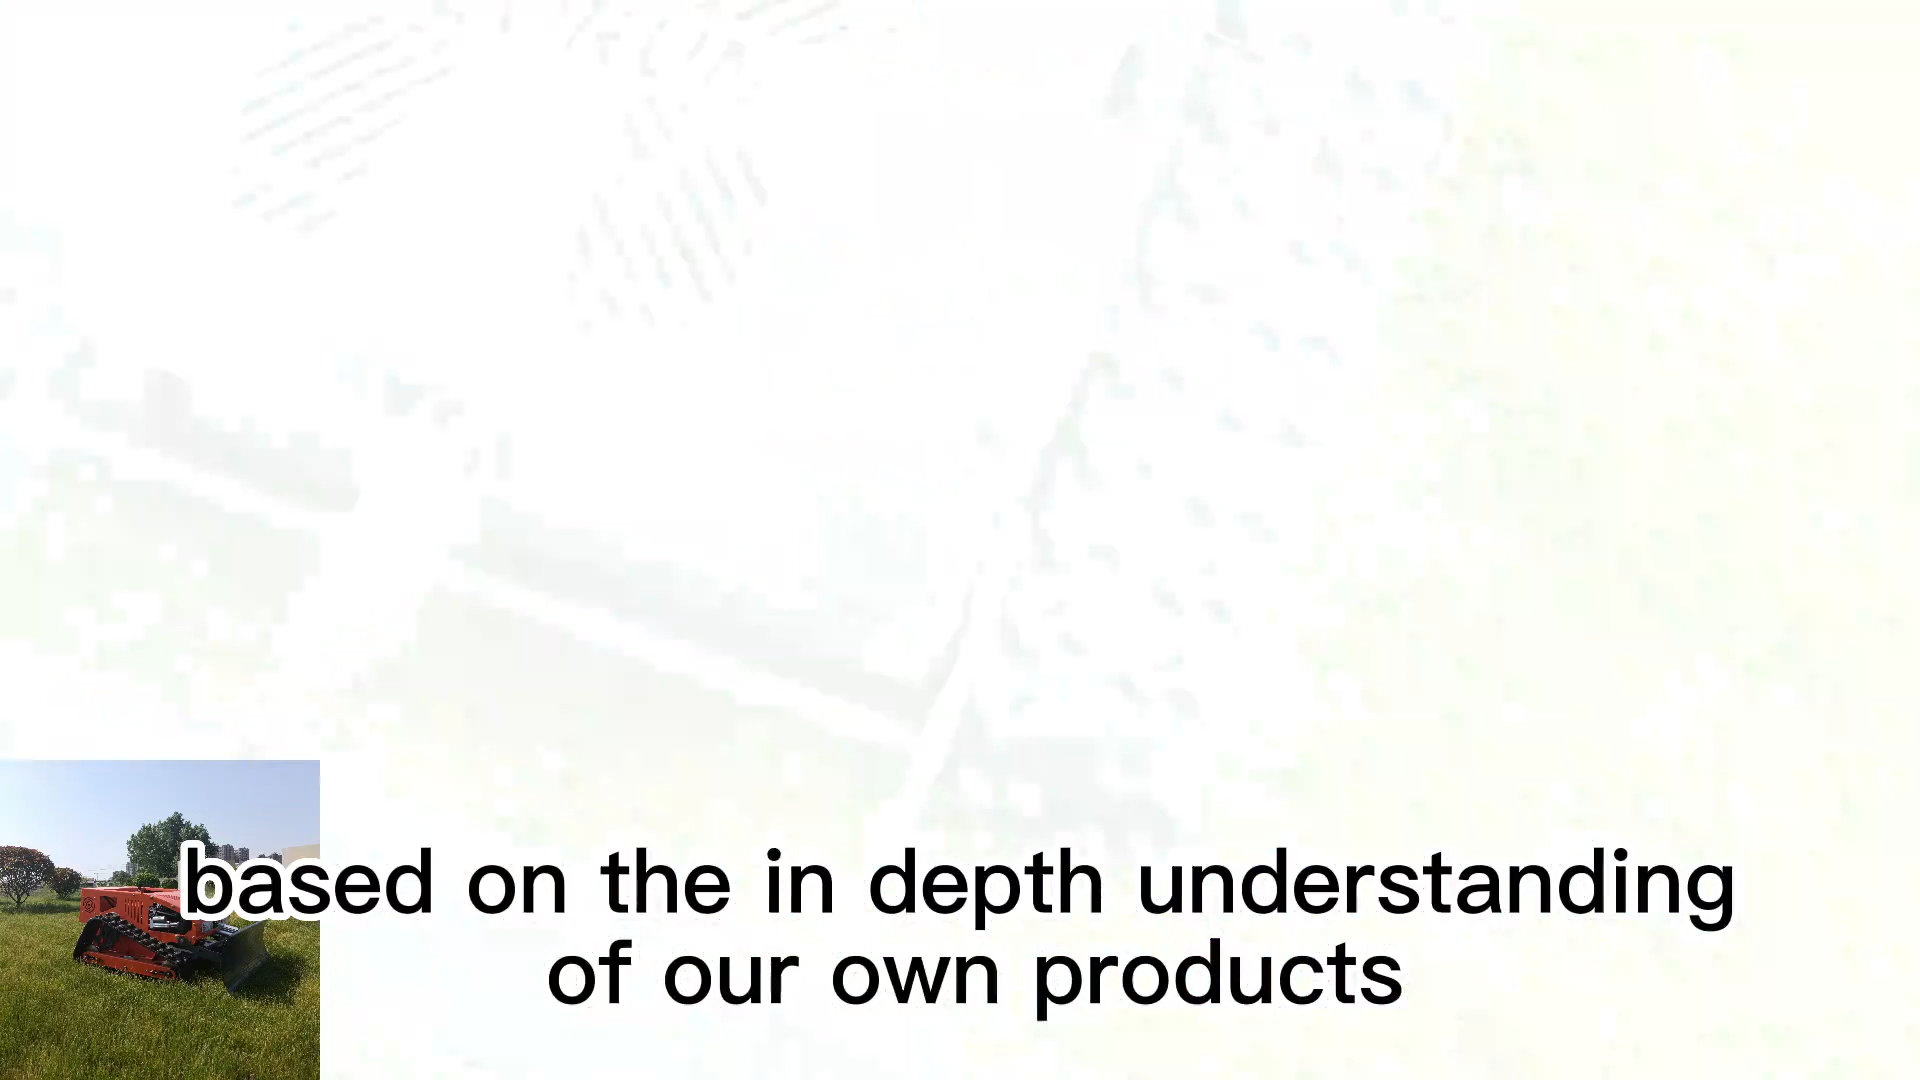 based on the in depth understanding
of our own products